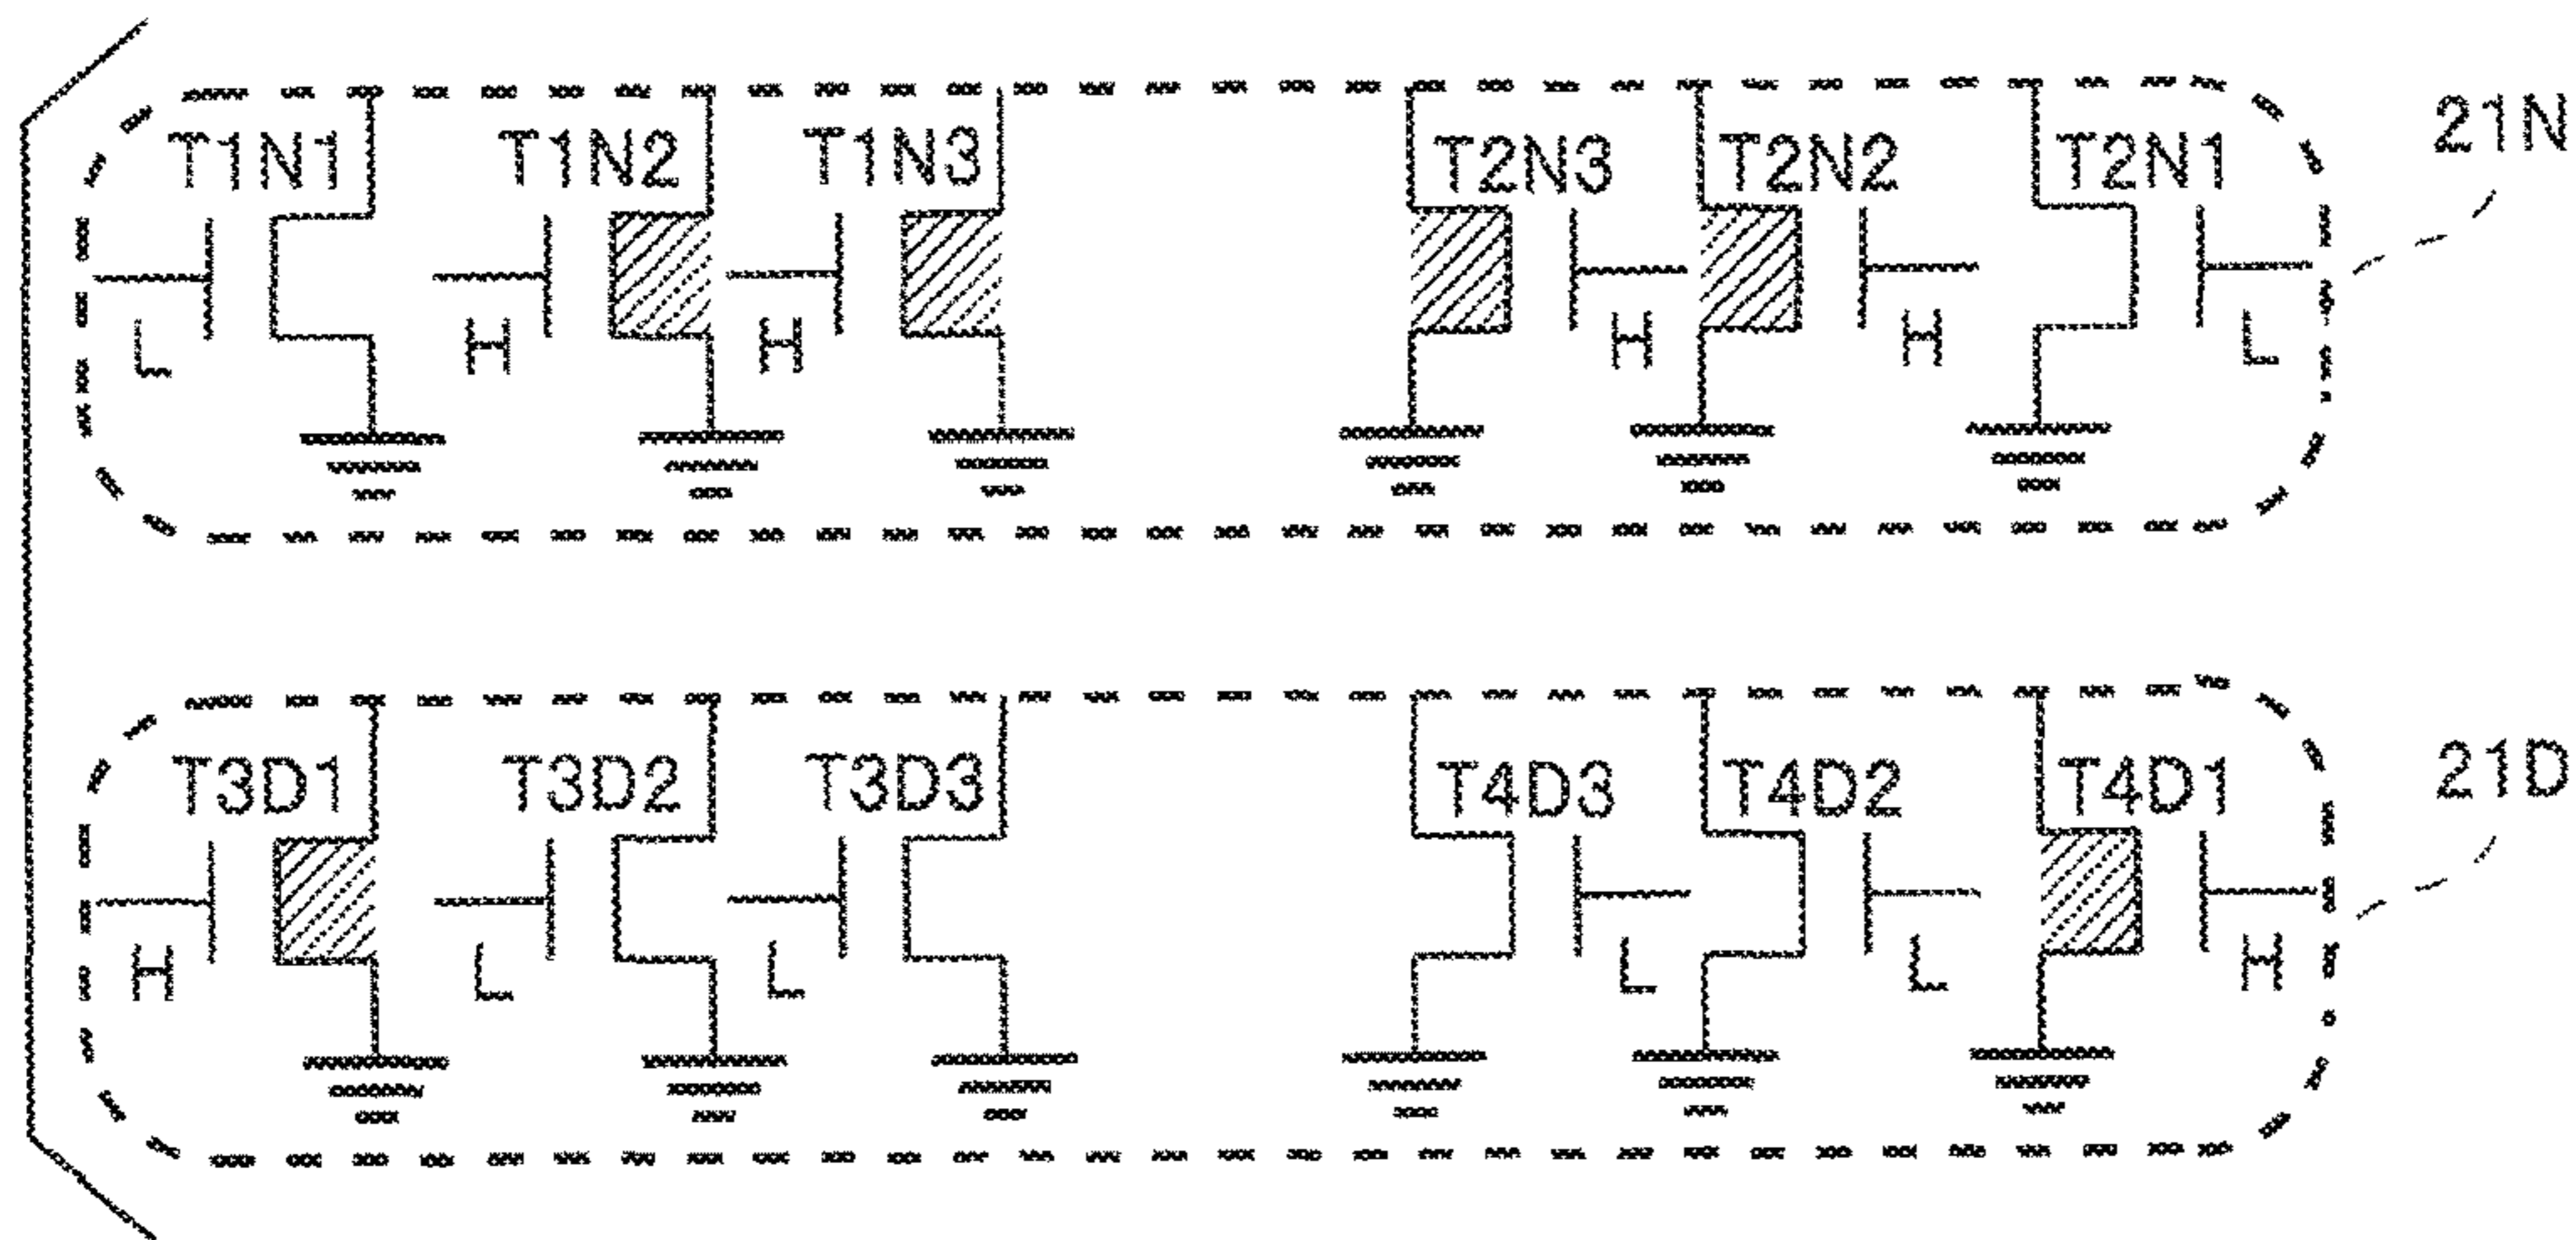 T1N1 T1N2 T1N3 T2N3 T2N2 T2N1 21N
L H H H H L
T3D1 T3D2 T3D3 T4D3 T4D2 T4D1 21D
H L L L L H